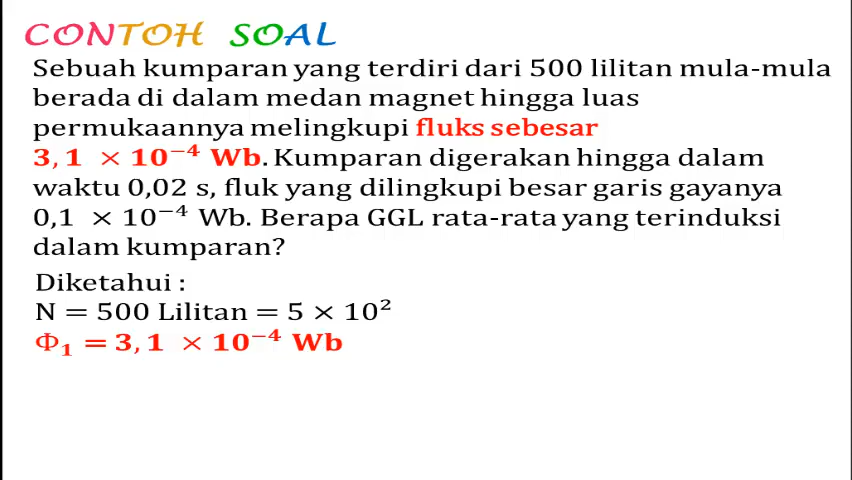 CONTOH SOAL
Sebuah kumparan yang terdiri dari 500 lilitan mula-mula
berada di dalam medan magnet hingga luas
permukaannya melingkupi fluks sebesar
3,1 × 10⁻⁴ Wb. Kumparan digerakan hingga dalam
waktu 0,02 s, fluk yang dilingkupi besar garis gayanya
0,1 × 10⁻⁴ Wb. Berapa GGL rata-rata yang terinduksi
dalam kumparan?
Diketahui :
N = 500 Lilitan = 5 × 10²
Φ₁ = 3,1 × 10⁻⁴ Wb